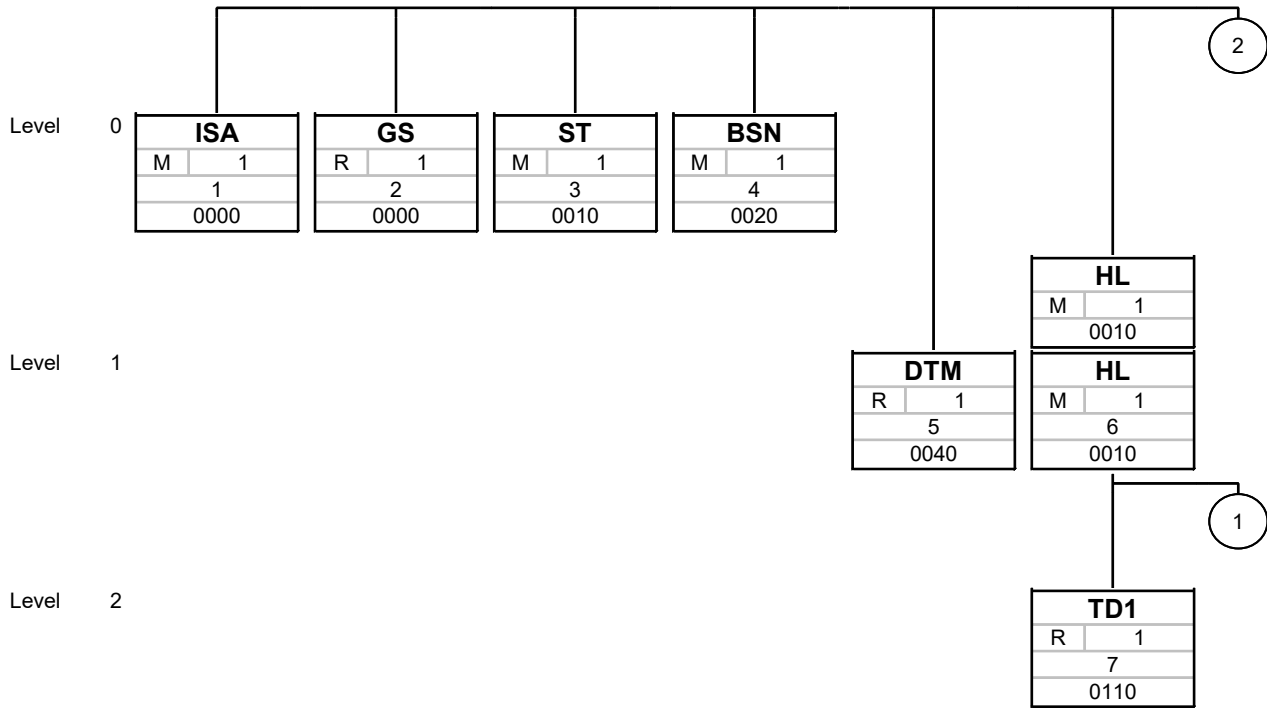 2
Level 0
ISA GS ST BSN
M 1 R 1 M 1 M 1
1 2 3 4
0000 0000 0010 0020
HL
M 1
0010
Level 1
DTM HL
R 1 M 1
5 6
0040 0010
1
Level 2
TD1
R 1
7
0110